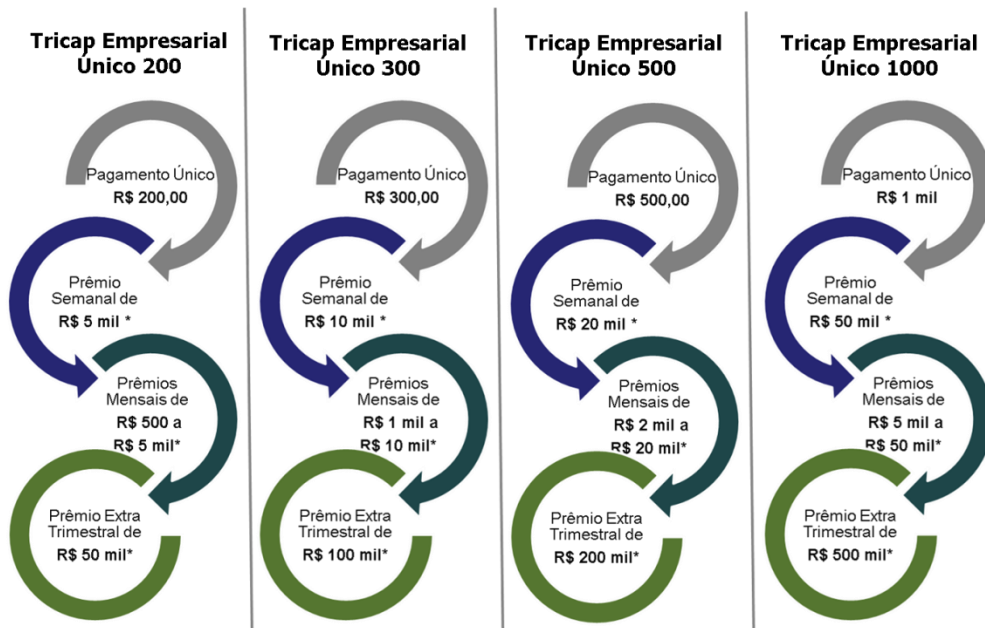 Tricap Empresarial
Único 200
Pagamento Único
R$ 200,00
Prêmio
Semanal de
R$ 5 mil *
Prêmios
Mensais de
R$ 500 a
R$ 5 mil*
Prêmio Extra
Trimestral de
R$ 50 mil*
Tricap Empresarial
Único 300
Pagamento Único
R$ 300,00
Prêmio
Semanal de
R$ 10 mil *
Prêmios
Mensais de
R$ 1 mil a
R$ 10 mil*
Prêmio Extra
Trimestral de
R$ 100 mil*
Tricap Empresarial
Único 500
Pagamento Único
R$ 500,00
Prêmio
Semanal de
R$ 20 mil *
Prêmios
Mensais de
R$ 2 mil a
R$ 20 mil*
Prêmio Extra
Trimestral de
R$ 200 mil*
Tricap Empresarial
Único 1000
Pagamento Único
R$ 1 mil
Prêmio
Semanal de
R$ 50 mil *
Prêmios
Mensais de
R$ 5 mil a
R$ 50 mil*
Prêmio Extra
Trimestral de
R$ 500 mil*